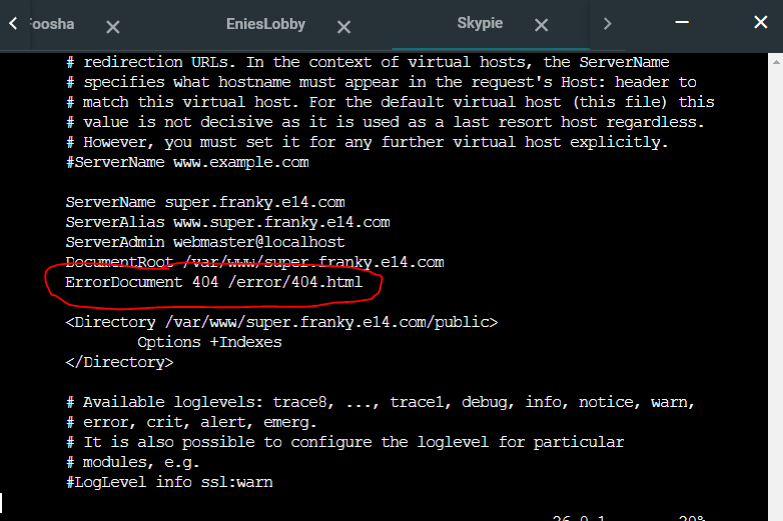 Foosha
EniesLobby
Skypie
# redirection URLs. In the context of virtual hosts, the ServerName
# specifies what hostname must appear in the request's Host: header to
# match this virtual host. For the default virtual host (this file) this
# value is not decisive as it is used as a last resort host regardless.
# However, you must set it for any further virtual host explicitly.
#ServerName www.example.com
ServerName super.franky.e14.com
ServerAlias www.super.franky.e14.com
ServerAdmin webmaster@localhost
DocumentRoot /var/www/super.franky.e14.com
ErrorDocument 404 /error/404.html
<Directory /var/www/super.franky.e14.com/public>
Options +Indexes
</Directory>
# Available loglevels: trace8, ..., trace1, debug, info, notice, warn,
# error, crit, alert, emerg.
# It is also possible to configure the loglevel for particular
# modules, e.g.
#LogLevel info ssl:warn